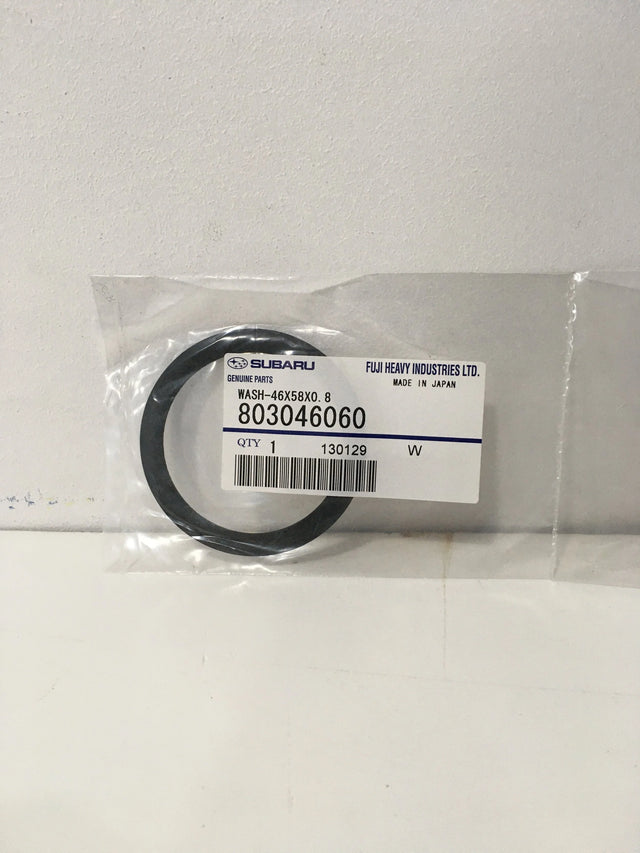 SUBARU FUJI HEAVY INDUSTRIES LTD.
GENUINE PARTS MADE IN JAPAN
WASH-46X58X0.8
803046060
QTY 1 130129 W